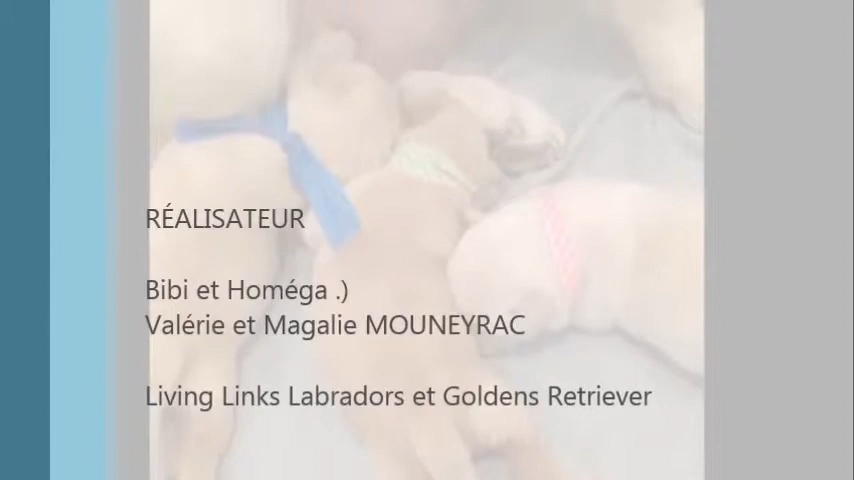 RÉALISATEUR
Bibi et Homéga .)
Valérie et Magalie MOUNEYRAC
Living Links Labradors et Goldens Retriever